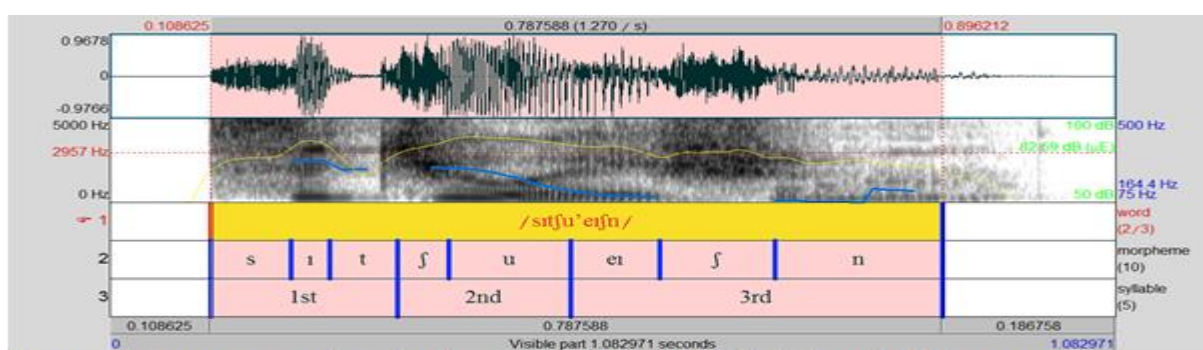 0.108625 0.787588 (1.270 / s) 0.896212
0.9678
0
-0.9766
5000 Hz 100 dB 500 Hz
2957 Hz 82.69 dB (µE)
164.4 Hz
0 Hz 50 dB 75 Hz
☞ 1 /sɪtʃu'eɪʃn/ word
(2/3)
2 s ɪ t ʃ u eɪ ʃ n morpheme
(10)
3 1st 2nd 3rd syllable
(5)
0.108625 0.787588 0.186758
0 Visible part 1.082971 seconds 1.082971